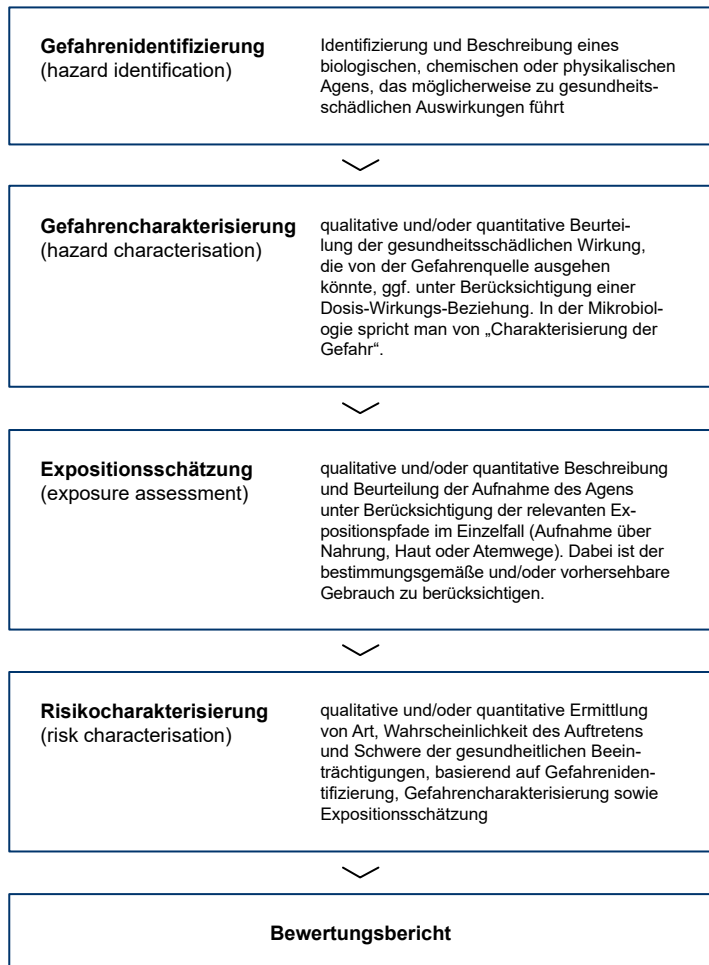 Gefahrenidentifizierung
(hazard identification)
Identifizierung und Beschreibung eines
biologischen, chemischen oder physikalischen
Agens, das möglicherweise zu gesundheits-
schädlichen Auswirkungen führt
Gefahrencharakterisierung
(hazard characterisation)
qualitative und/oder quantitative Beurtei-
lung der gesundheitsschädlichen Wirkung,
die von der Gefahrenquelle ausgehen
könnte, ggf. unter Berücksichtigung einer
Dosis-Wirkungs-Beziehung. In der Mikrobiol-
ogie spricht man von „Charakterisierung der
Gefahr“.
Expositionsschätzung
(exposure assessment)
qualitative und/oder quantitative Beschreibung
und Beurteilung der Aufnahme des Agens
unter Berücksichtigung der relevanten Ex-
positionspfade im Einzelfall (Aufnahme über
Nahrung, Haut oder Atemwege). Dabei ist der
bestimmungsgemäße und/oder vorhersehbare
Gebrauch zu berücksichtigen.
Risikocharakterisierung
(risk characterisation)
qualitative und/oder quantitative Ermittlung
von Art, Wahrscheinlichkeit des Auftretens
und Schwere der gesundheitlichen Beein-
trächtigungen, basierend auf Gefahreniden-
tifizierung, Gefahrencharakterisierung sowie
Expositionsschätzung
Bewertungsbericht